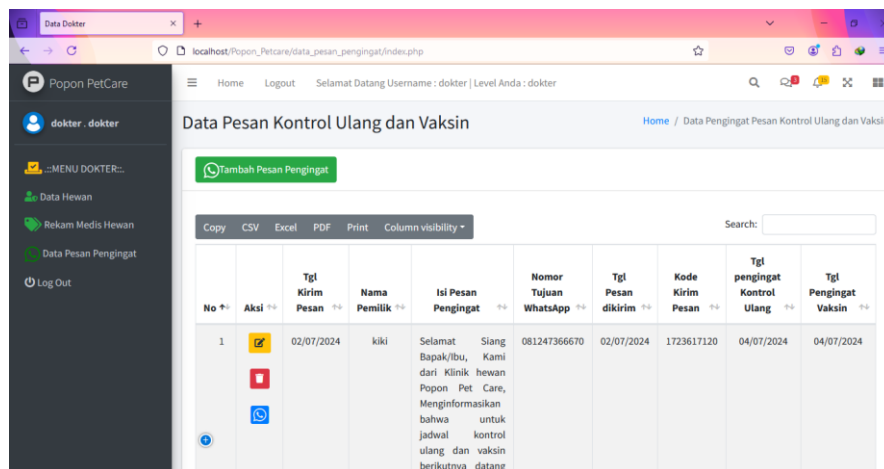 Data Dokter
localhost/Popon_Petcare/data_pesan_pengingat/index.php
Popon PetCare
Home Logout Selamat Datang Username : dokter | Level Anda : dokter
dokter . dokter
Data Pesan Kontrol Ulang dan Vaksin
Home / Data Pengingat Pesan Kontrol Ulang dan Vaksi
.::MENU DOKTER::.
Data Hewan
Rekam Medis Hewan
Data Pesan Pengingat
Log Out
Tambah Pesan Pengingat
Copy CSV Excel PDF Print Column visibility
Search:
No
Aksi
Tgl
Kirim
Pesan
Nama
Pemilik
Isi Pesan
Pengingat
Nomor
Tujuan
WhatsApp
Tgl
Pesan
dikirim
Kode
Kirim
Pesan
Tgl
pengingat
Kontrol
Ulang
Tgl
Pengingat
Vaksin
1
02/07/2024
kiki
Selamat Siang
Bapak/Ibu, Kami
dari Klinik hewan
Popon Pet Care,
Menginformasikan
bahwa untuk
jadwal kontrol
ulang dan vaksin
berikutnya datang
081247366670
02/07/2024
1723617120
04/07/2024
04/07/2024